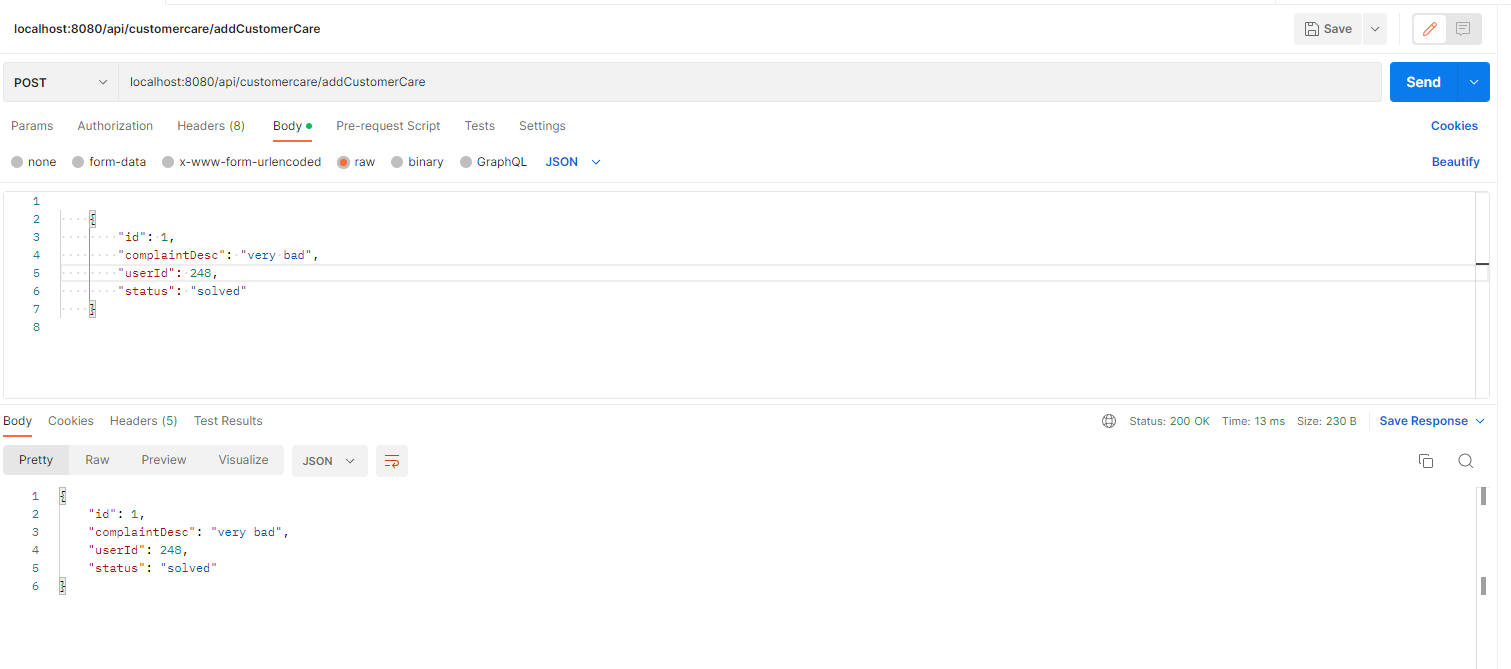 localhost:8080/api/customercare/addCustomerCare
Save
POST
localhost:8080/api/customercare/addCustomerCare
Send
Params Authorization Headers (8) Body Pre-request Script Tests Settings Cookies
none form-data x-www-form-urlencoded raw binary GraphQL JSON Beautify
1
2 {
3 "id": 1,
4 "complaintDesc": "very bad",
5 "userId": 248,
6 "status": "solved"
7 }
8
Body Cookies Headers (5) Test Results Status: 200 OK Time: 13 ms Size: 230 B Save Response
Pretty Raw Preview Visualize JSON
1 {
2 "id": 1,
3 "complaintDesc": "very bad",
4 "userId": 248,
5 "status": "solved"
6 }